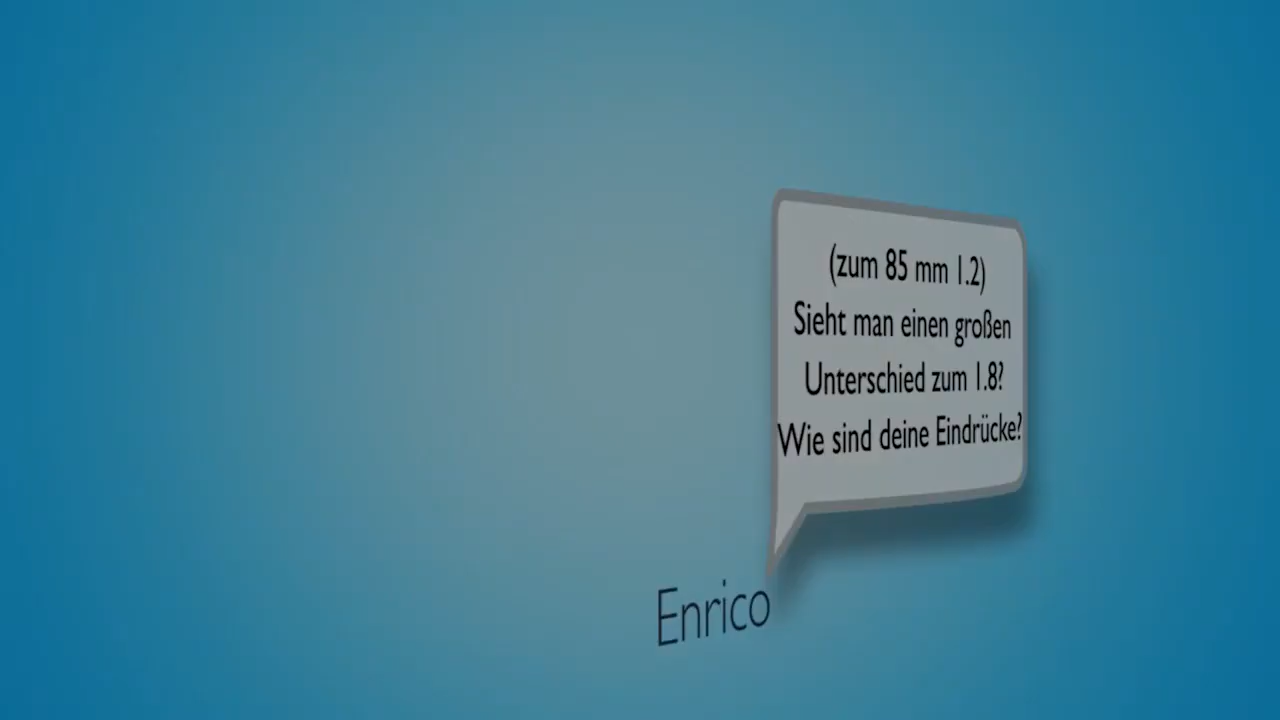 (zum 85 mm 1.2)
Sieht man einen großen
Unterschied zum 1.8?
Wie sind deine Eindrücke?
Enrico